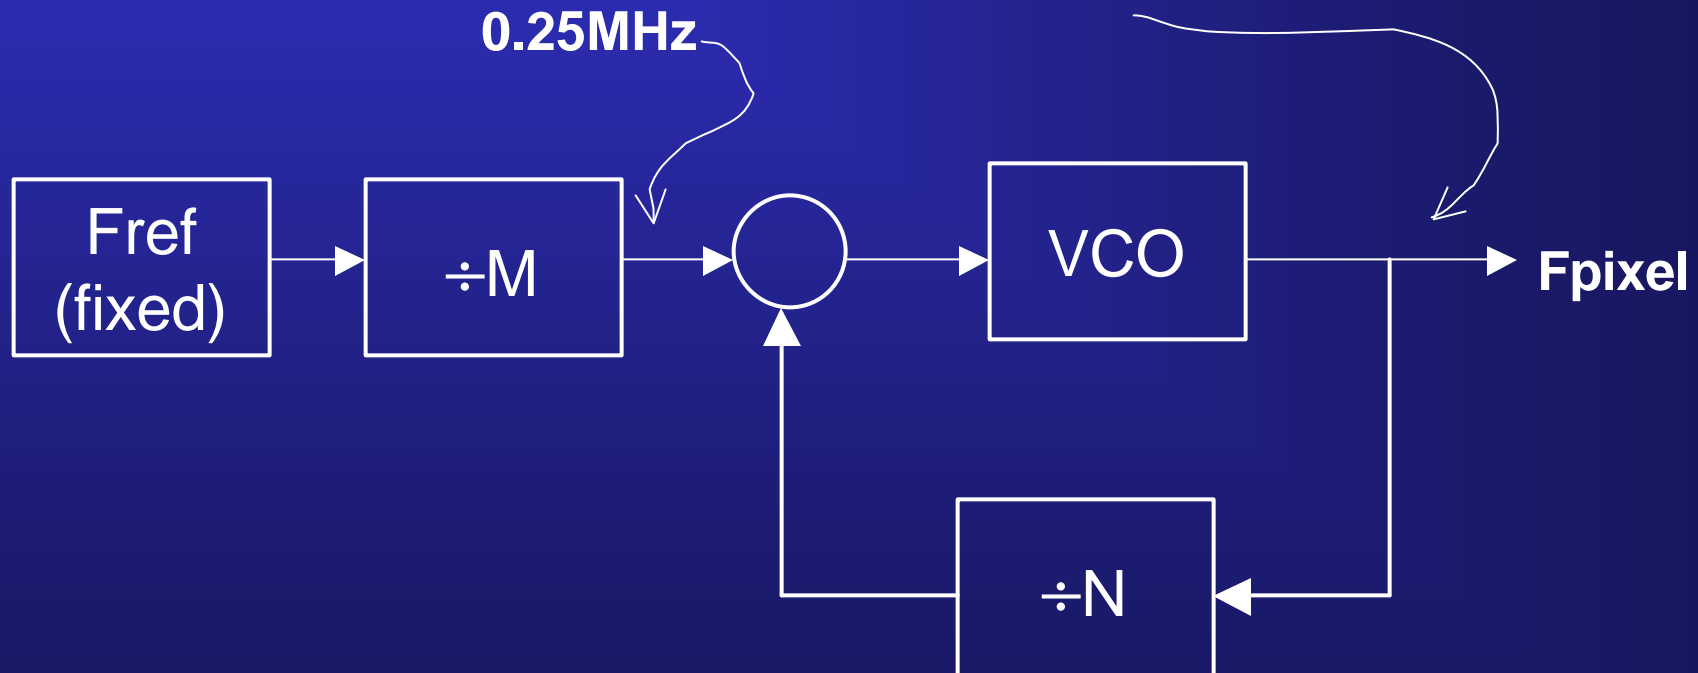 0.25MHz
Fref
(fixed)
÷M
VCO
Fpixel
÷N